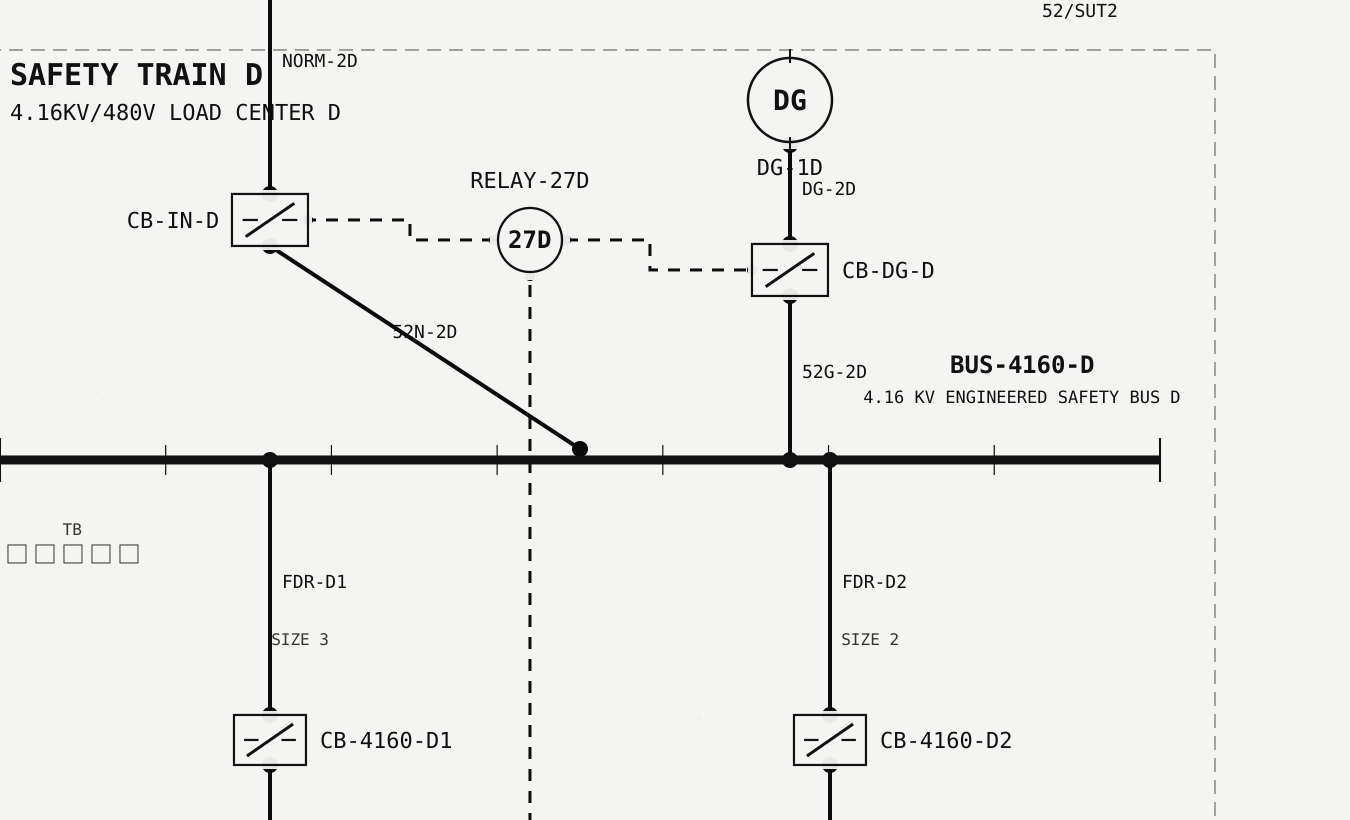 52/SUT2
NORM-2D
SAFETY TRAIN D
4.16KV/480V LOAD CENTER D
DG
DG-1D
DG-2D
RELAY-27D
CB-IN-D
27D
CB-DG-D
52N-2D
52G-2D
BUS-4160-D
4.16 KV ENGINEERED SAFETY BUS D
TB
FDR-D1
FDR-D2
SIZE 3
SIZE 2
CB-4160-D1
CB-4160-D2